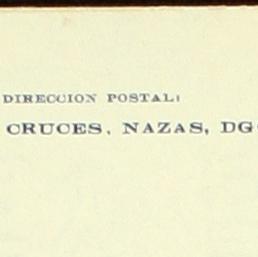 DIRECCION POSTAL:
CRUCES, NAZAS, DG